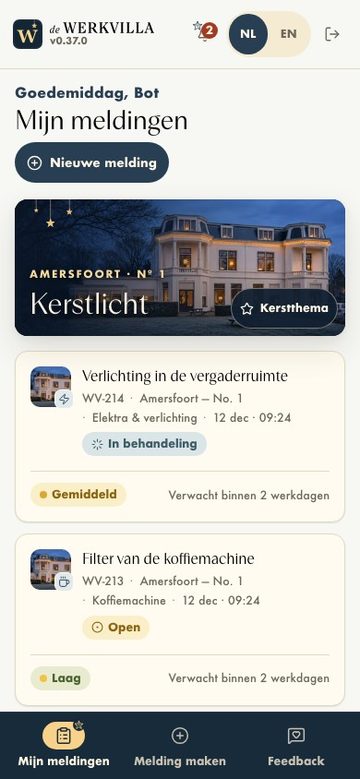 W
de WERKVILLA
v0.37.0
2
NL
EN
Goedemiddag, Bot
Mijn meldingen
Nieuwe melding
AMERSFOORT · Nº 1
Kerstlicht
Kerstthema
Verlichting in de vergaderruimte
WV-214 · Amersfoort – No. 1
· Elektra & verlichting · 12 dec · 09:24
In behandeling
Gemiddeld
Verwacht binnen 2 werkdagen
Filter van de koffiemachine
WV-213 · Amersfoort – No. 1
· Koffiemachine · 12 dec · 09:24
Open
Laag
Verwacht binnen 2 werkdagen
Mijn meldingen
Melding maken
Feedback